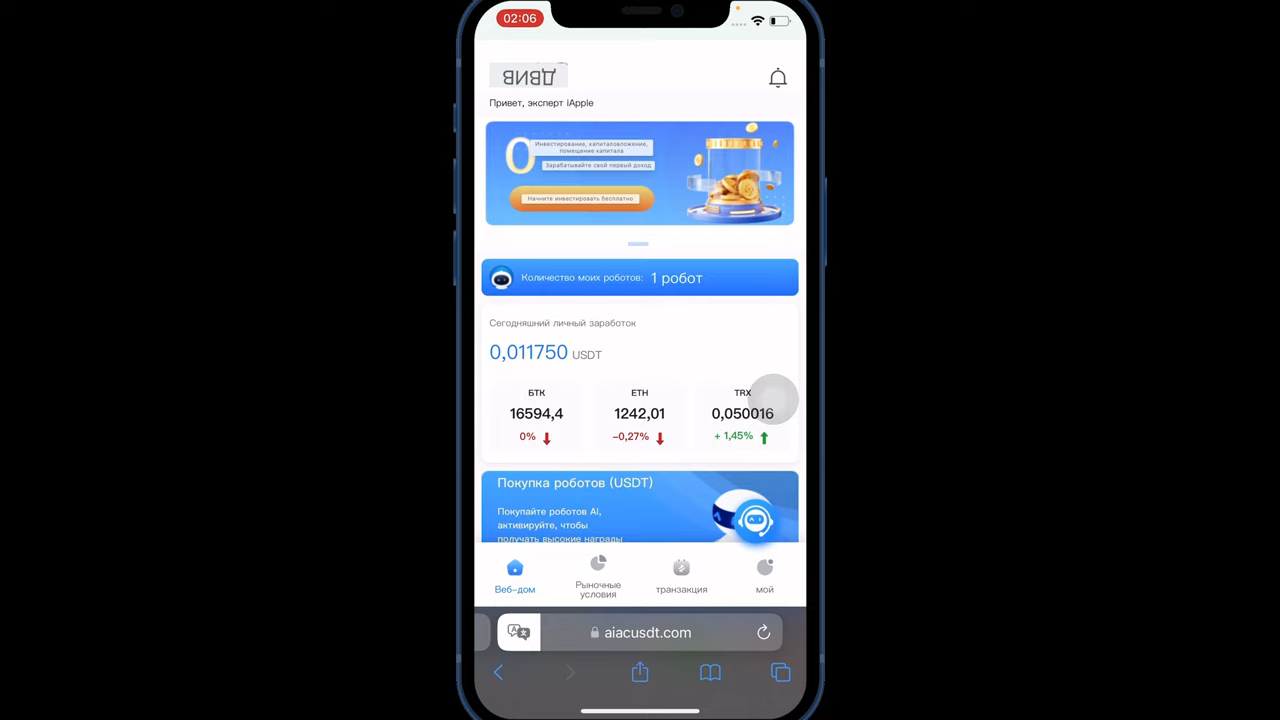 02:06
ДВИВ
Привет, эксперт iApple
0
Инвестирование, капиталовложение,
помещение капитала
Зарабатывайте свой первый доход
Начните инвестировать бесплатно
Количество моих роботов: 1 робот
Сегодняшний личный заработок
0,011750 USDT
БТК ETH TRX
16594,4 1242,01 0,050016
0% -0,27% + 1,45%
Покупка роботов (USDT)
Покупайте роботов AI,
активируйте, чтобы
получать высокие награды
Веб-дом Рыночные условия транзакция мой
aiacusdt.com